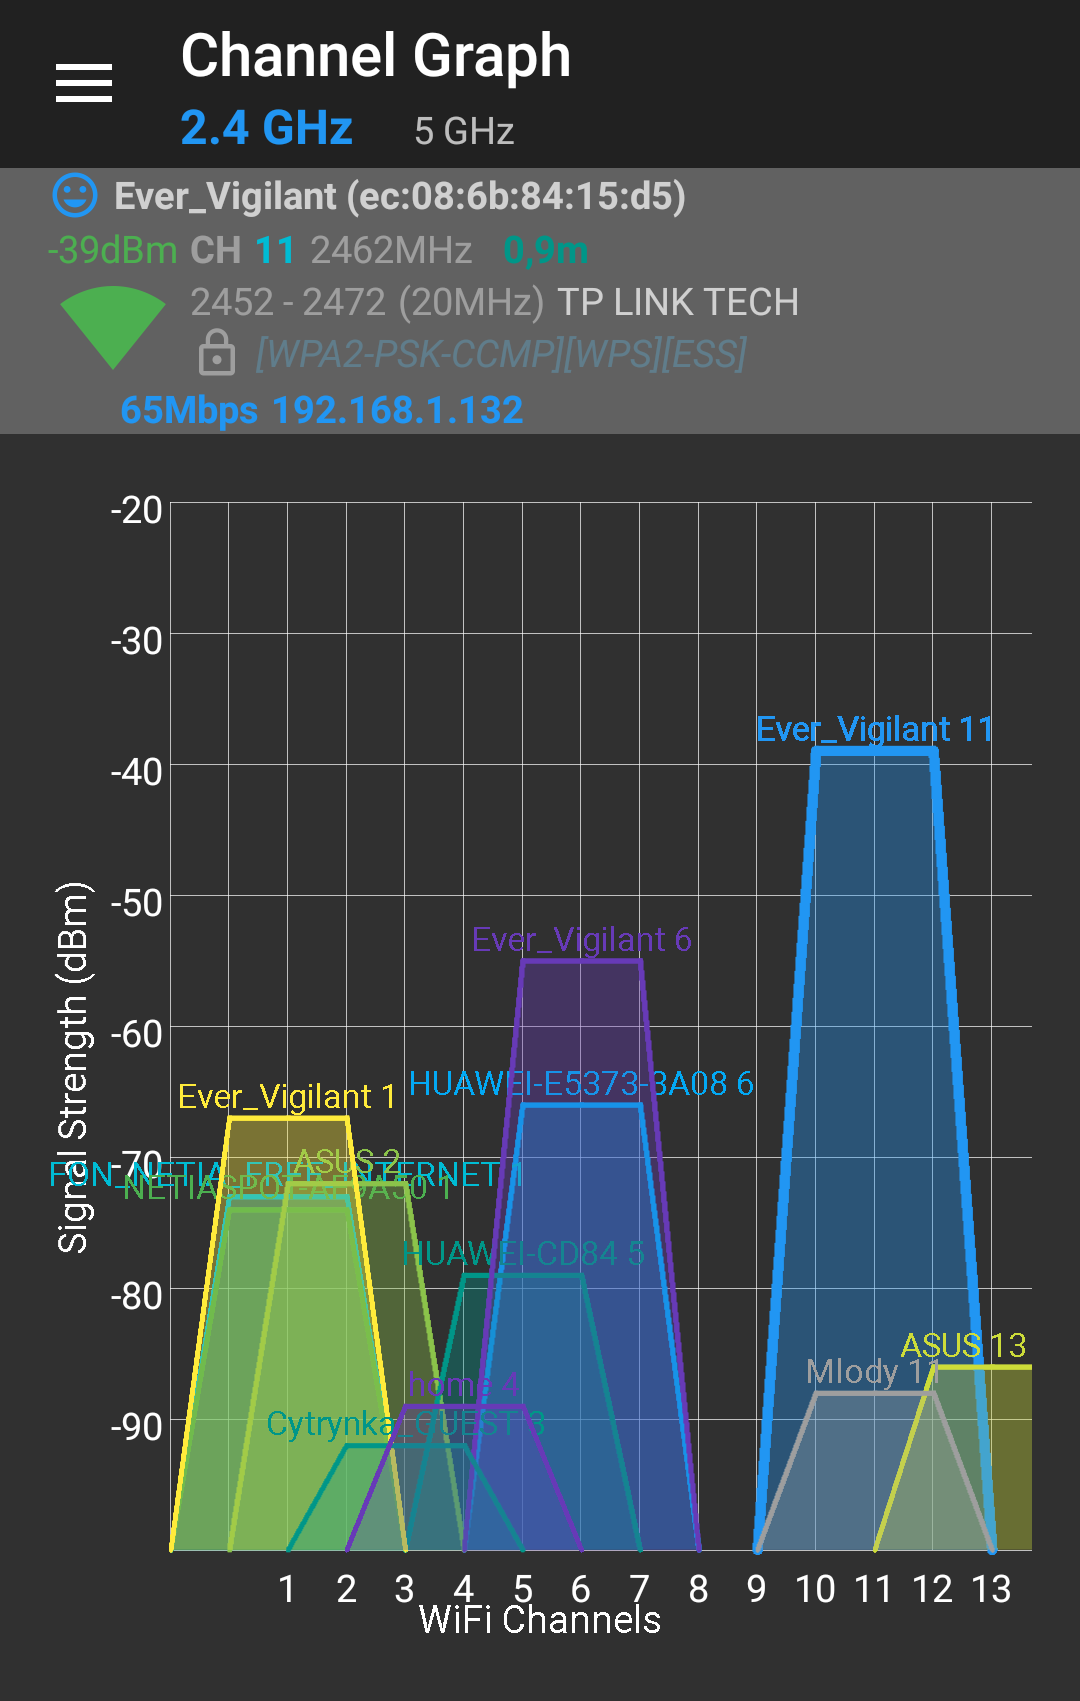 Channel Graph
2.4 GHz 5 GHz
Ever_Vigilant (ec:08:6b:84:15:d5)
-39dBm CH 11 2462MHz 0,9m
2452 - 2472 (20MHz) TP LINK TECH
[WPA2-PSK-CCMP][WPS][ESS]
65Mbps 192.168.1.132
-20
-30
Ever_Vigilant 11
-40
-50
Ever_Vigilant 6
-60
HUAWEI-E5373-3A08 6
Ever_Vigilant 1
ASUS 2
-70
FON_NETIA_FREE_INTERNET 1
HUAWEI-CD84 5
-80
ASUS 13
Mlody 11
home 4
Cytrynka_GUEST 3
-90
Signal Strength (dBm)
1 2 3 4 5 6 7 8 9 10 11 12 13
WiFi Channels